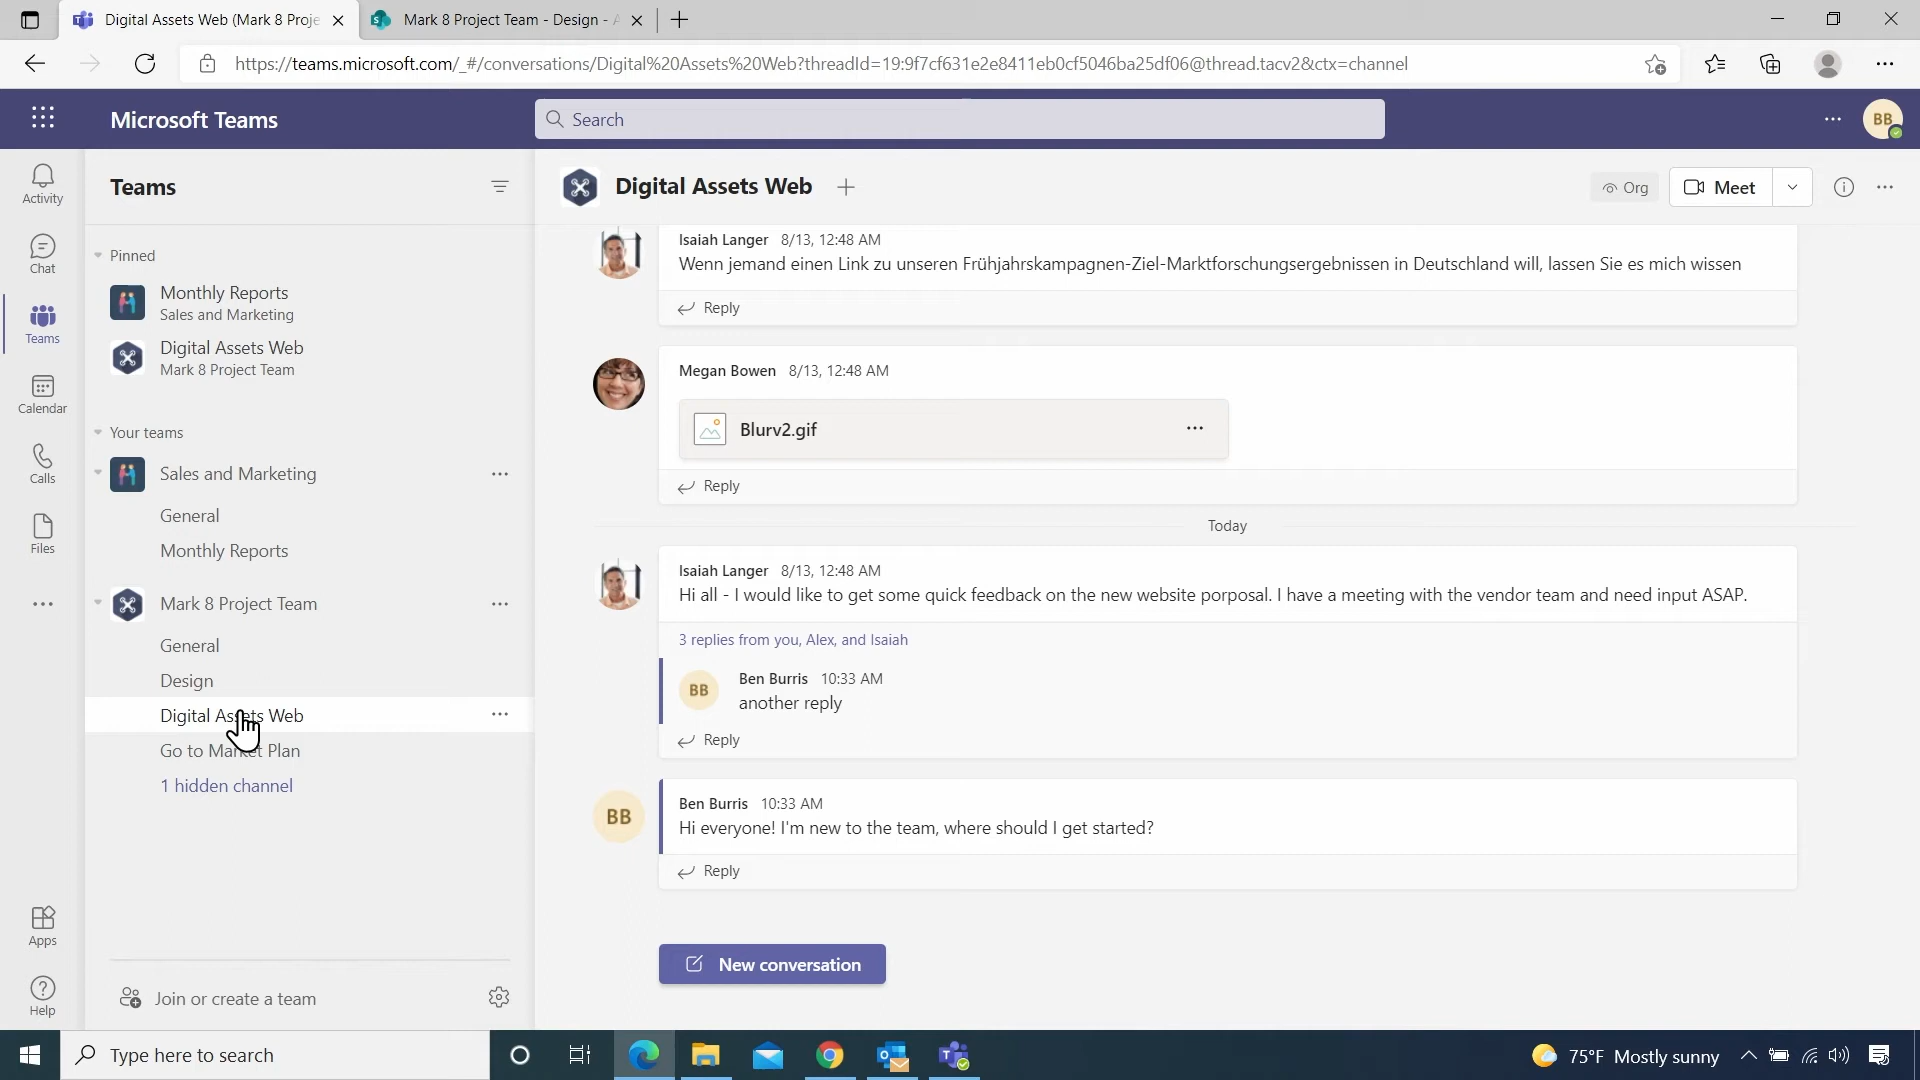 Digital Assets Web (Mark 8 Proje
Mark 8 Project Team - Design - A
https://teams.microsoft.com/_#/conversations/Digital%20Assets%20Web?threadId=19:9f7cf631e2e8411eb0cf5046ba25df06@thread.tacv2&ctx=channel
Microsoft Teams
Search
BB
Activity
Chat
Teams
Calendar
Calls
Files
Apps
Help
Teams
Pinned
Monthly Reports
Sales and Marketing
Digital Assets Web
Mark 8 Project Team
Your teams
Sales and Marketing
General
Monthly Reports
Mark 8 Project Team
General
Design
Digital Assets Web
Go to Market Plan
1 hidden channel
Join or create a team
Digital Assets Web
Org
Meet
Isaiah Langer 8/13, 12:48 AM
Wenn jemand einen Link zu unseren Frühjahrskampagnen-Ziel-Marktforschungsergebnissen in Deutschland will, lassen Sie es mich wissen
Reply
Megan Bowen 8/13, 12:48 AM
Blurv2.gif
Reply
Today
Isaiah Langer 8/13, 12:48 AM
Hi all - I would like to get some quick feedback on the new website porposal. I have a meeting with the vendor team and need input ASAP.
3 replies from you, Alex, and Isaiah
BB
Ben Burris 10:33 AM
another reply
Reply
BB
Ben Burris 10:33 AM
Hi everyone! I'm new to the team, where should I get started?
Reply
New conversation
Type here to search
75°F Mostly sunny